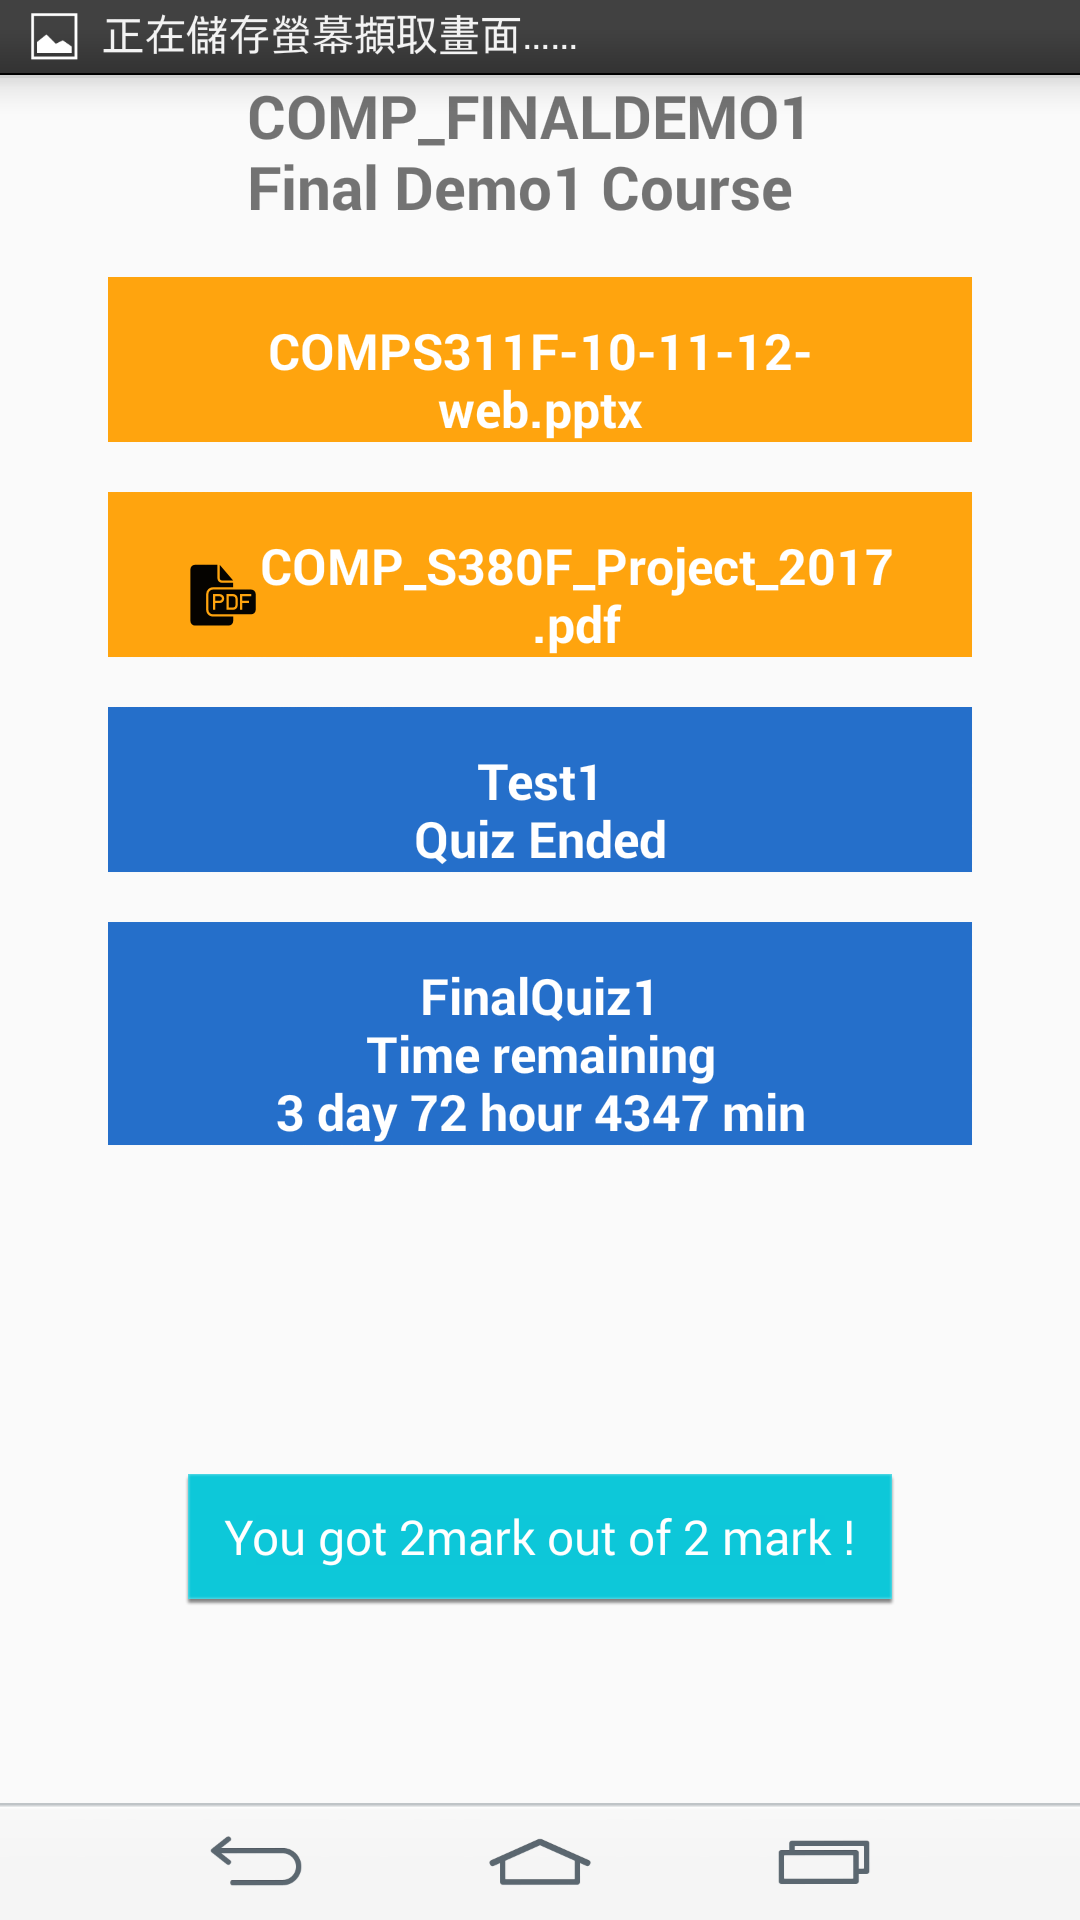 正在儲存螢幕擷取畫面......
COMP_FINALDEMO1
Final Demo1 Course
COMPS311F-10-11-12-
web.pptx
PDF
COMP_S380F_Project_2017
.pdf
Test1
Quiz Ended
FinalQuiz1
Time remaining
3 day 72 hour 4347 min
You got 2mark out of 2 mark !